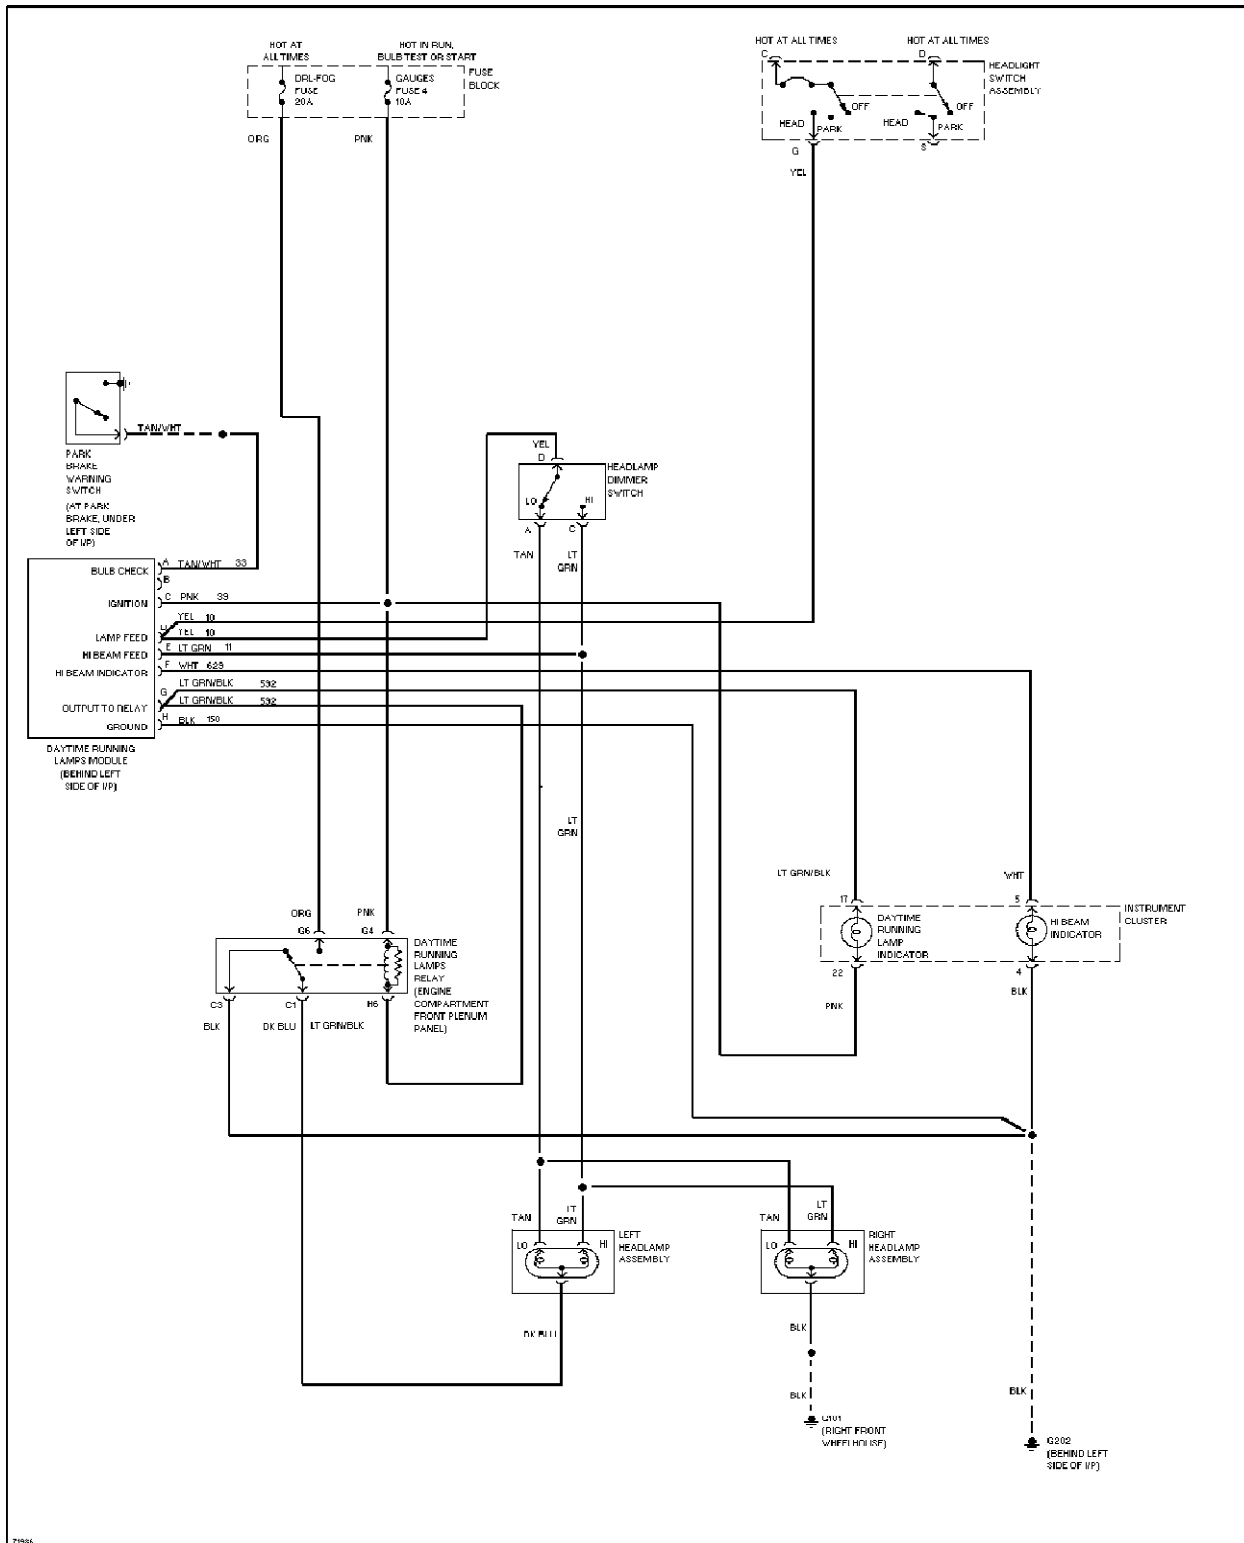 HOT AT
ALL TIMES
HOT IN RUN,
BULB TEST OR START
DRL-FOG
FUSE
20A
GAUGES
FUSE 4
10A
FUSE
BLOCK
ORG
PNK
HOT AT ALL TIMES
HOT AT ALL TIMES
C
D
HEADLIGHT
SWITCH
ASSEMBLY
OFF
OFF
HEAD
PARK
HEAD
PARK
G
S
YEL
TAN/WHT
PARK
BRAKE
WARNING
SWITCH
(AT PARK
BRAKE, UNDER
LEFT SIDE
OF I/P)
YEL
D
HEADLAMP
DIMMER
SWITCH
LO
HI
A
C
TAN
LT
GRN
BULB CHECK
A
TAN/WHT
33
B
IGNITION
C
PNK
39
YEL
10
LAMP FEED
D
YEL
10
HI BEAM FEED
E
LT GRN
11
HI BEAM INDICATOR
F
WHT
LT GRN/BLK
592
G
LT GRN/BLK
592
OUTPUT TO RELAY
GROUND
H
BLK
150
DAYTIME RUNNING
LAMPS MODULE
(BEHIND LEFT
SIDE OF I/P)
LT
GRN
LT GRN/BLK
WHT
17
5
INSTRUMENT
CLUSTER
DAYTIME
RUNNING
LAMP
INDICATOR
HI BEAM
INDICATOR
22
4
PNK
BLK
ORG
PNK
G6
G4
DAYTIME
RUNNING
LAMPS
RELAY
(ENGINE
COMPARTMENT
FRONT PLENUM
PANEL)
C3
C1
H6
BLK
DK BLU
LT GRN/BLK
TAN
LT
GRN
LEFT
HEADLAMP
ASSEMBLY
LO
HI
TAN
LT
GRN
RIGHT
HEADLAMP
ASSEMBLY
LO
HI
DK BLU
BLK
BLK
G101
(RIGHT FRONT
WHEELHOUSE)
BLK
G202
(BEHIND LEFT
SIDE OF I/P)